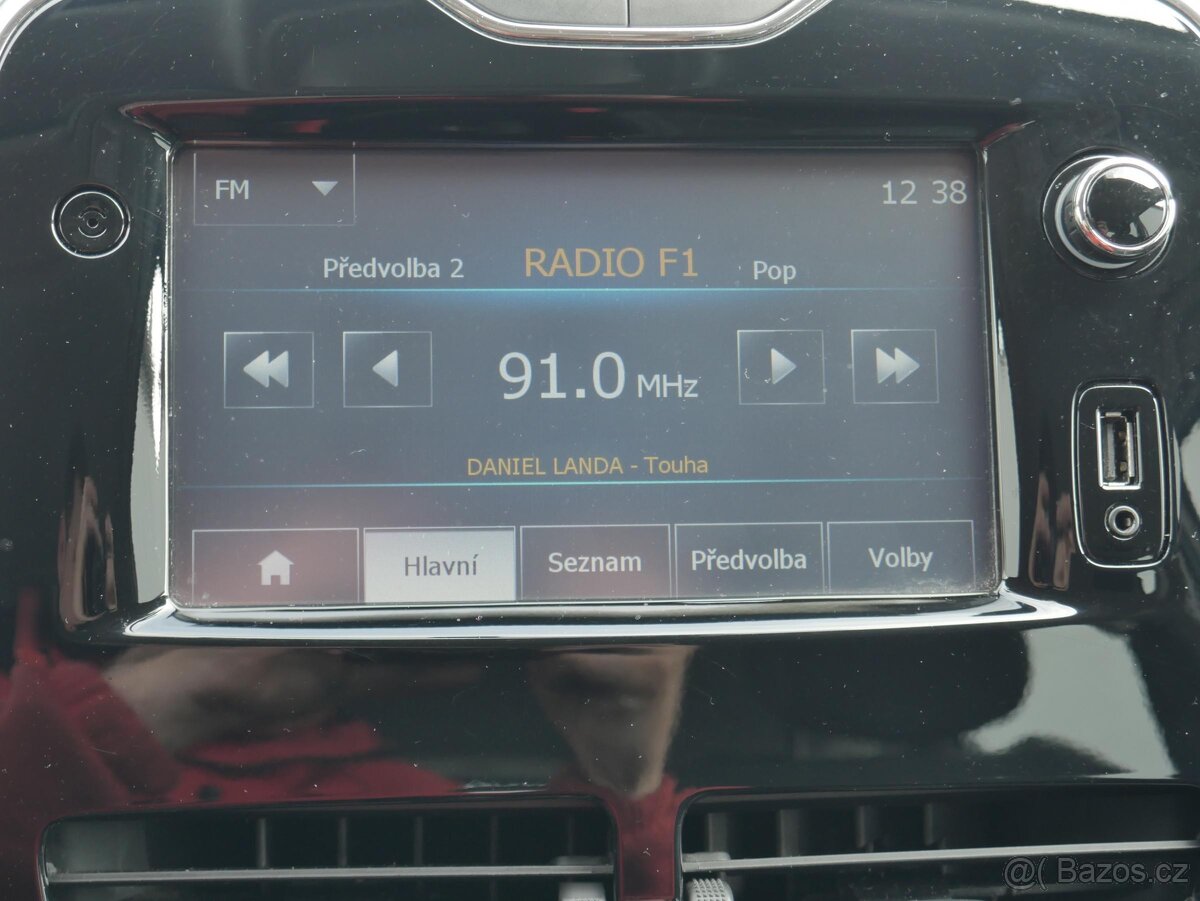 FM
12 38
Předvolba 2 RADIO F1 Pop
91.0 MHz
DANIEL LANDA - Touha
Hlavní Seznam Předvolba Volby
@( Bazos.cz